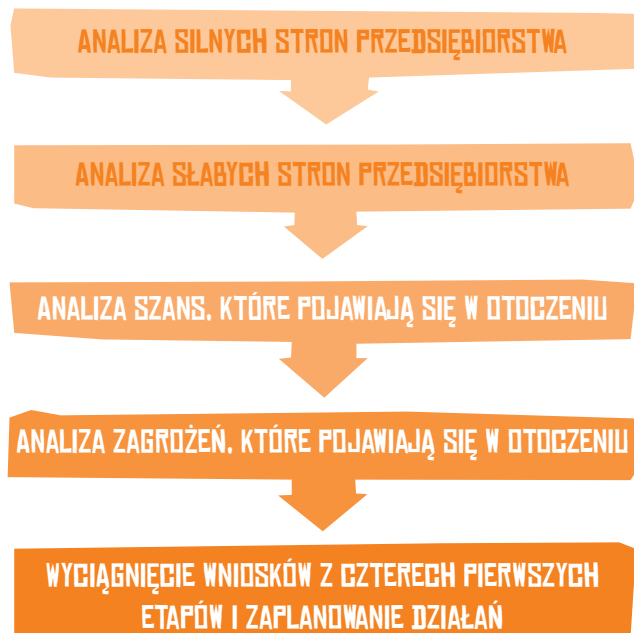 ANALIZA SILNYCH STRON PRZEDSIĘBIORSTWA
ANALIZA SŁABYCH STRON PRZEDSIĘBIORSTWA
ANALIZA SZANS, KTÓRE POJAWIAJĄ SIĘ W OTOCZENIU
ANALIZA ZAGROŻEŃ, KTÓRE POJAWIAJĄ SIĘ W OTOCZENIU
WYCIĄGNIĘCIE WNIOSKÓW Z CZTERECH PIERWSZYCH
ETAPÓW I ZAPLANOWANIE DZIAŁAŃ